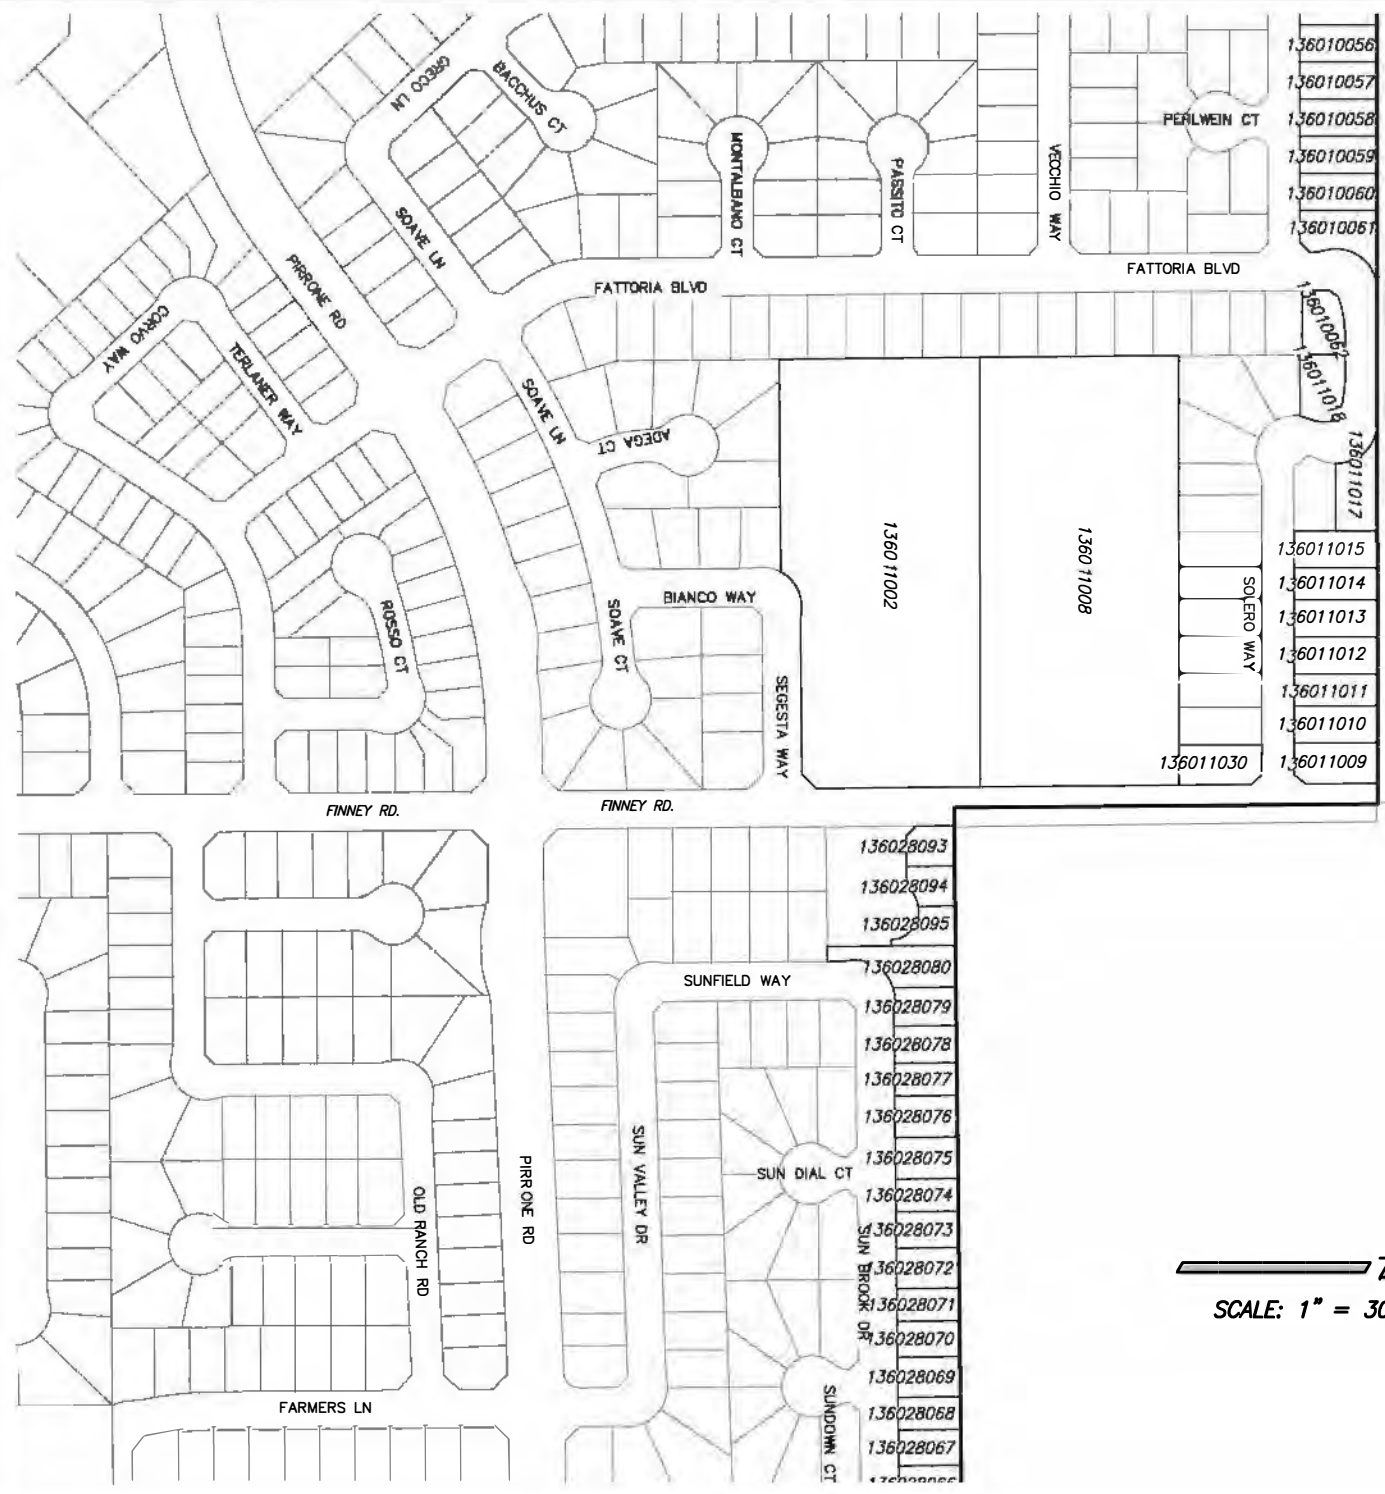 136010056
136010057
136010058
136010059
136010060
136010061
GRECO LN
BACCHUS CT
MONTALBANO CT
PASSITO CT
VECCHIO WAY
PERLWEIN CT
SOAVE LN
PIRRONE RD
FATTORIA BLVD
FATTORIA BLVD
136010062
136011018
136011017
CORVO WAY
TERLANER WAY
SOAVE LN
ADEGA CT
136011002
136011008
136011015
136011014
136011013
136011012
136011011
136011010
136011009
SOLERO WAY
136011030
ROSSO CT
BIANCO WAY
SOAVE CT
SEGESTA WAY
FINNEY RD.
FINNEY RD.
136028093
136028094
136028095
136028080
136028079
136028078
136028077
136028076
136028075
136028074
136028073
136028072
136028071
136028070
136028069
136028068
136028067
SUNFIELD WAY
SUN VALLEY DR
SUN DIAL CT
SUN BROOK DR
SUNDOWN CT
PIRRONE RD
OLD RANCH RD
FARMERS LN
SCALE: 1" = 30